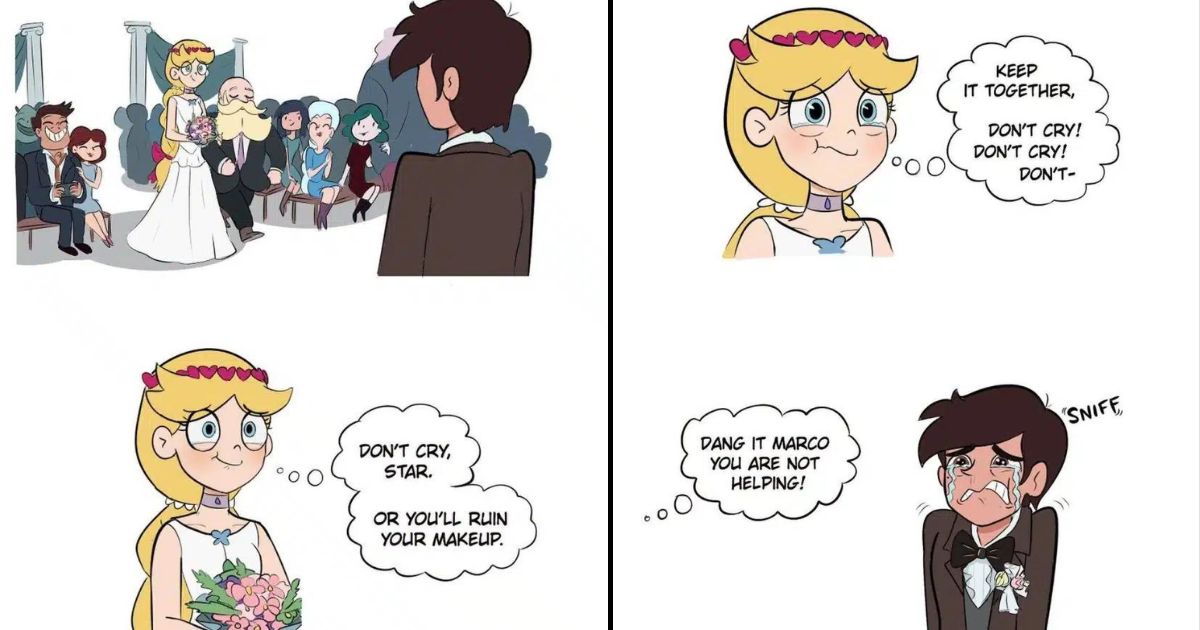 DON'T CRY,
STAR.
OR YOU'LL RUIN
YOUR MAKEUP.
KEEP
IT TOGETHER,
DON'T CRY!
DON'T CRY!
DON'T-
DANG IT MARCO
YOU ARE NOT
HELPING!
"SNIFF"